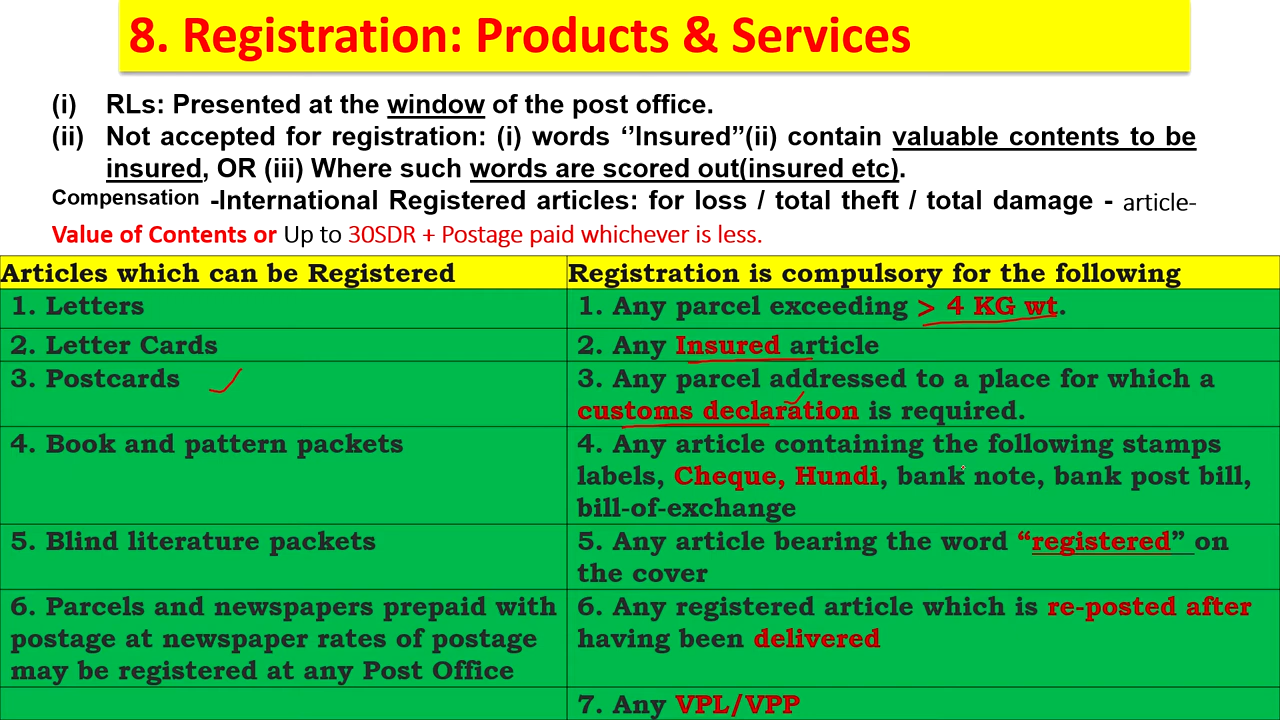 8. Registration: Products & Services
(i) RLs: Presented at the window of the post office.
(ii) Not accepted for registration: (i) words ‘’Insured”(ii) contain valuable contents to be
insured, OR (iii) Where such words are scored out(insured etc).
Compensation -International Registered articles: for loss / total theft / total damage - article-
Value of Contents or Up to 30SDR + Postage paid whichever is less.
Articles which can be Registered
Registration is compulsory for the following
1. Letters
1. Any parcel exceeding > 4 KG wt.
2. Letter Cards
2. Any Insured article
3. Postcards
3. Any parcel addressed to a place for which a
customs declaration is required.
4. Book and pattern packets
4. Any article containing the following stamps
labels, Cheque, Hundi, bank note, bank post bill,
bill-of-exchange
5. Blind literature packets
5. Any article bearing the word “registered” on
the cover
6. Parcels and newspapers prepaid with
postage at newspaper rates of postage
may be registered at any Post Office
6. Any registered article which is re-posted after
having been delivered
7. Any VPL/VPP